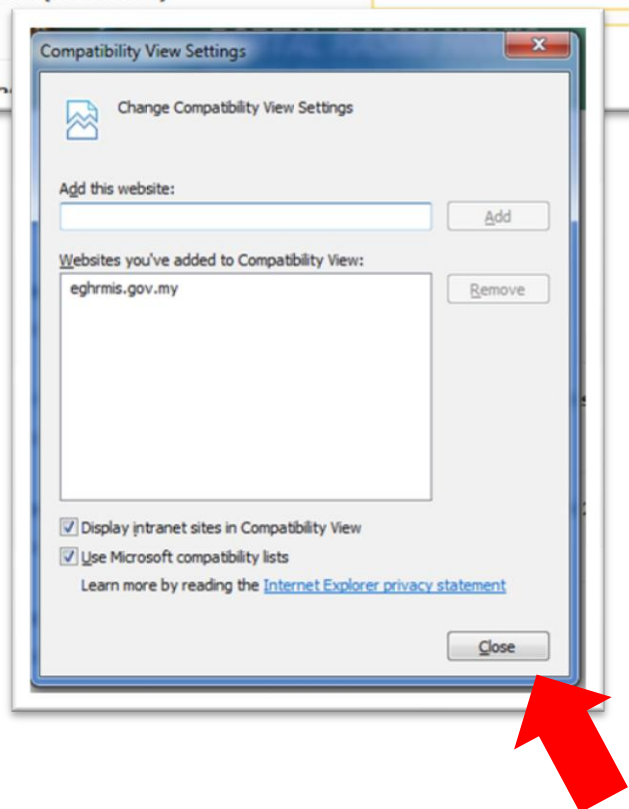 Compatibility View Settings
Change Compatibility View Settings
Add this website:
Add
Websites you've added to Compatibility View:
eghrmis.gov.my
Remove
Display intranet sites in Compatibility View
Use Microsoft compatibility lists
Learn more by reading the Internet Explorer privacy statement
Close